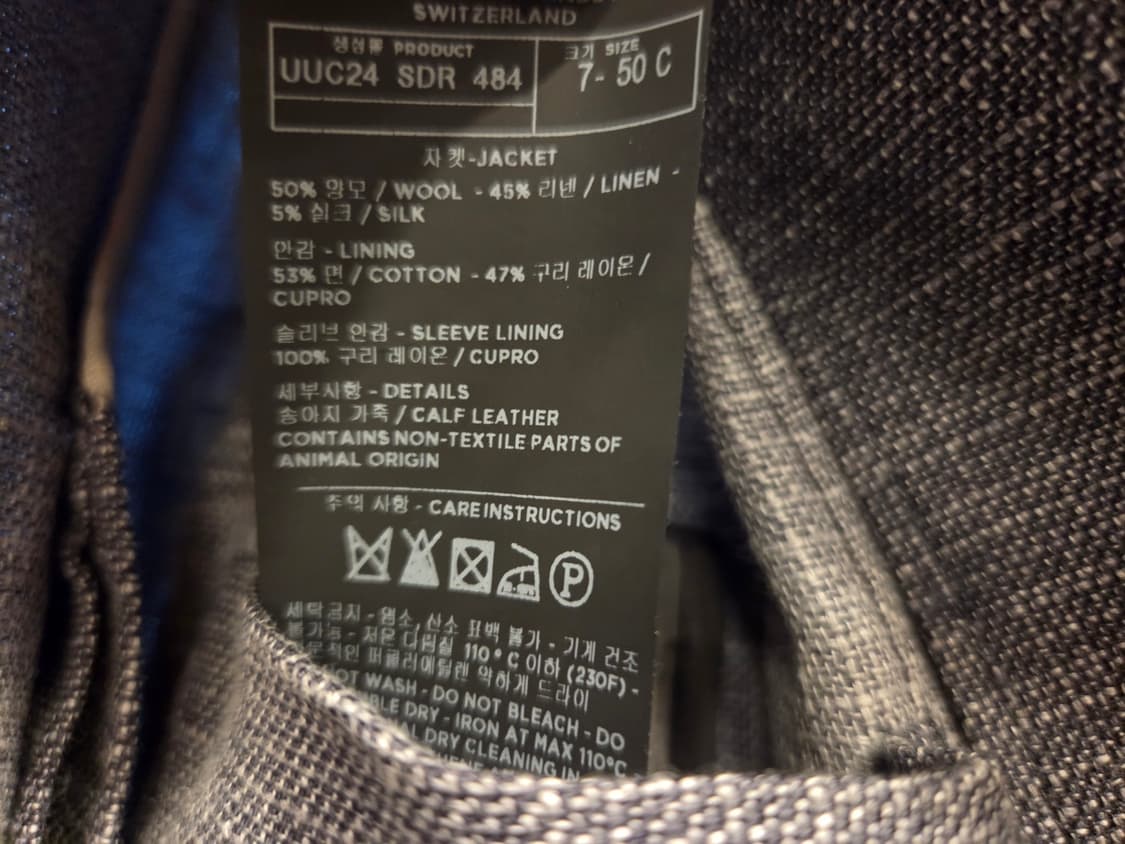 SWITZERLAND
생성품 PRODUCT
UUC24 SDR 484
크기 SIZE
7- 50 C
자켓-JACKET
50% 양모 / WOOL - 45% 리넨 / LINEN -
5% 실크 / SILK
안감 - LINING
53% 면 / COTTON - 47% 구리 레이온 /
CUPRO
슬리브 안감 - SLEEVE LINING
100% 구리 레이온 / CUPRO
세부사항 - DETAILS
송아지 가죽 / CALF LEATHER
CONTAINS NON-TEXTILE PARTS OF
ANIMAL ORIGIN
주의 사항 - CARE INSTRUCTIONS
P
세탁금지 - 염소, 산소 표백 불가 - 기계 건조
불가능 - 저온 다림질 110°C 이하 (230F) -
퍼클로에틸렌 약하게 드라이
WASH - DO NOT BLEACH - DO
DRY - IRON AT MAX 110°C
DRY CLEANING IN